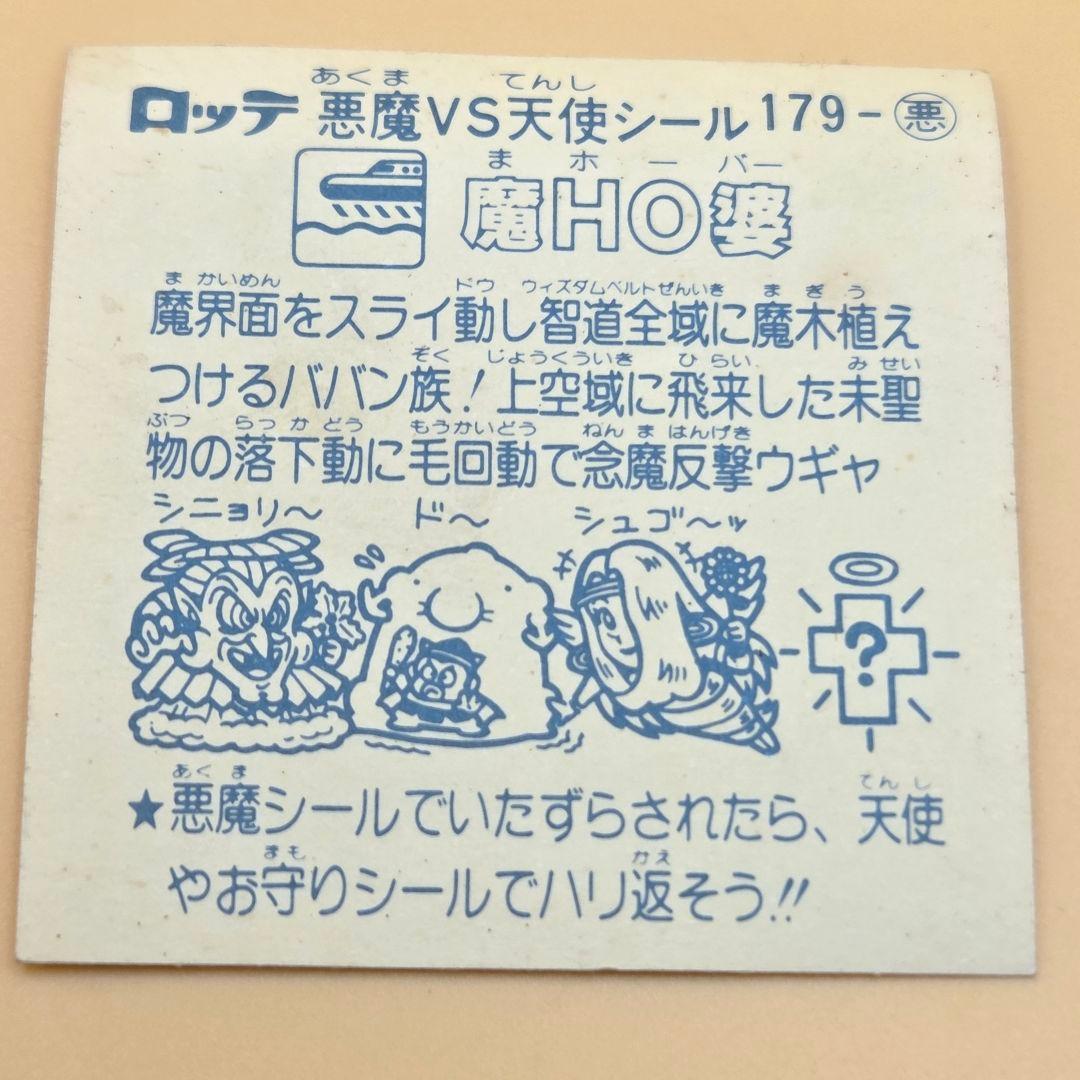 あくま てんし
ロッテ 悪魔VS天使シール 179-悪
まホーバー
魔HO婆
まかいめん ドウ ウィズダムベルトぜんいき まぎう
魔界面をスライ動し智道全域に魔木植え
ぞく じょうくういき ひらい みせい
つけるババン族!上空域に飛来した未聖
ぶつ らっかどう もうかいどう ねんまはんげき
物の落下動に毛回動で念魔反撃ウギャ
シニョリ〜 ド〜 シュゴ〜ッ
?
あくま てんし
★悪魔シールでいたずらされたら、天使
まも かえ
やお守りシールでハリ返そう!!